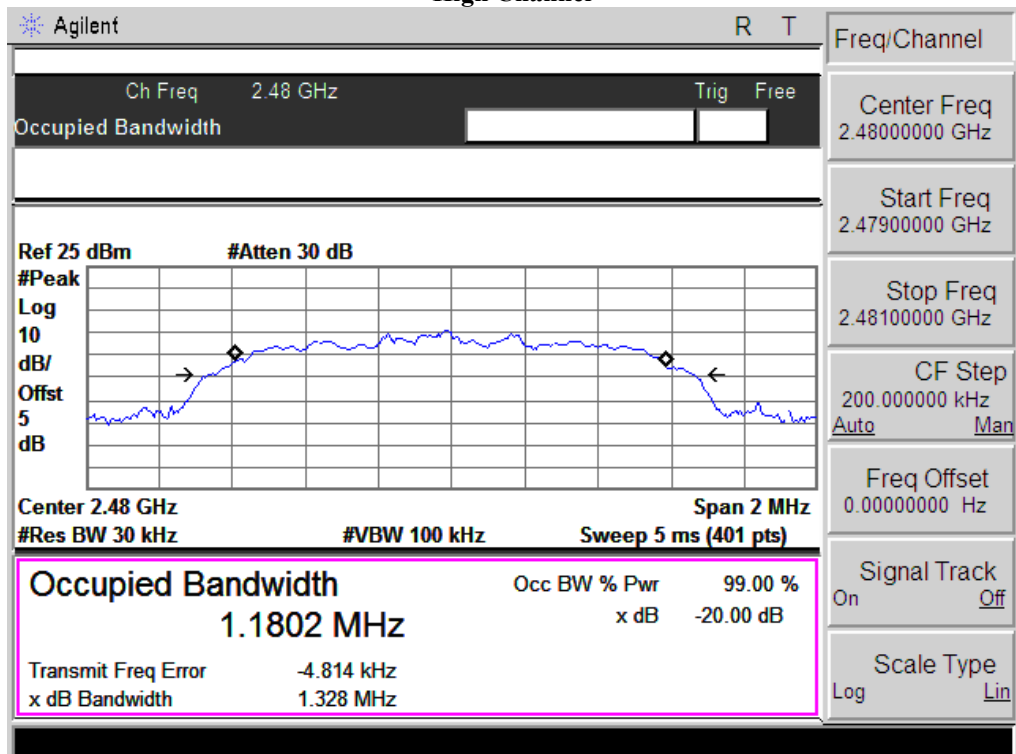 Agilent R T
Ch Freq 2.48 GHz Trig Free
Occupied Bandwidth
Ref 25 dBm #Atten 30 dB
#Peak
Log
10
dB/
Offst
5
dB
Center 2.48 GHz Span 2 MHz
#Res BW 30 kHz #VBW 100 kHz Sweep 5 ms (401 pts)
Occupied Bandwidth
1.1802 MHz
Occ BW % Pwr 99.00 %
x dB -20.00 dB
Transmit Freq Error -4.814 kHz
x dB Bandwidth 1.328 MHz
Freq/Channel
Center Freq
2.48000000 GHz
Start Freq
2.47900000 GHz
Stop Freq
2.48100000 GHz
CF Step
200.000000 kHz
Auto Man
Freq Offset
0.00000000 Hz
Signal Track
On Off
Scale Type
Log Lin